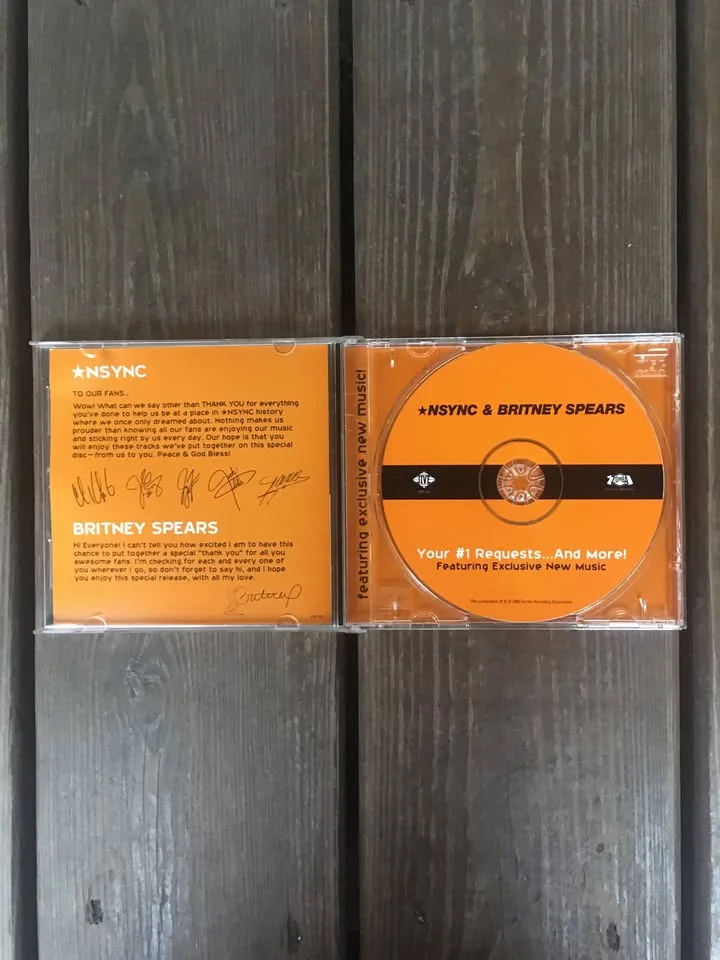 ★NSYNC
TO OUR FANS...
Wow! What can we say other than THANK YOU for everything
you've done to help us be at a place in ★NSYNC history
where we once only dreamed about. Nothing makes us
prouder than knowing all our fans are enjoying our music
and sticking right by us every day. Our hope is that you
will enjoy these tracks we've put together on this special
disc—from us to you. Peace & God Bless!
BRITNEY SPEARS
Hi Everyone! I can't tell you how excited I am to have this
chance to put together a special "thank you" for all you
awesome fans. I'm checking for each and every one of
you wherever I go, so don't forget to say hi, and I hope
you enjoy this special release, with all my love.
featuring exclusive new music!
★NSYNC & BRITNEY SPEARS
JIVE
ZOMBA
Your #1 Requests...And More!
Featuring Exclusive New Music